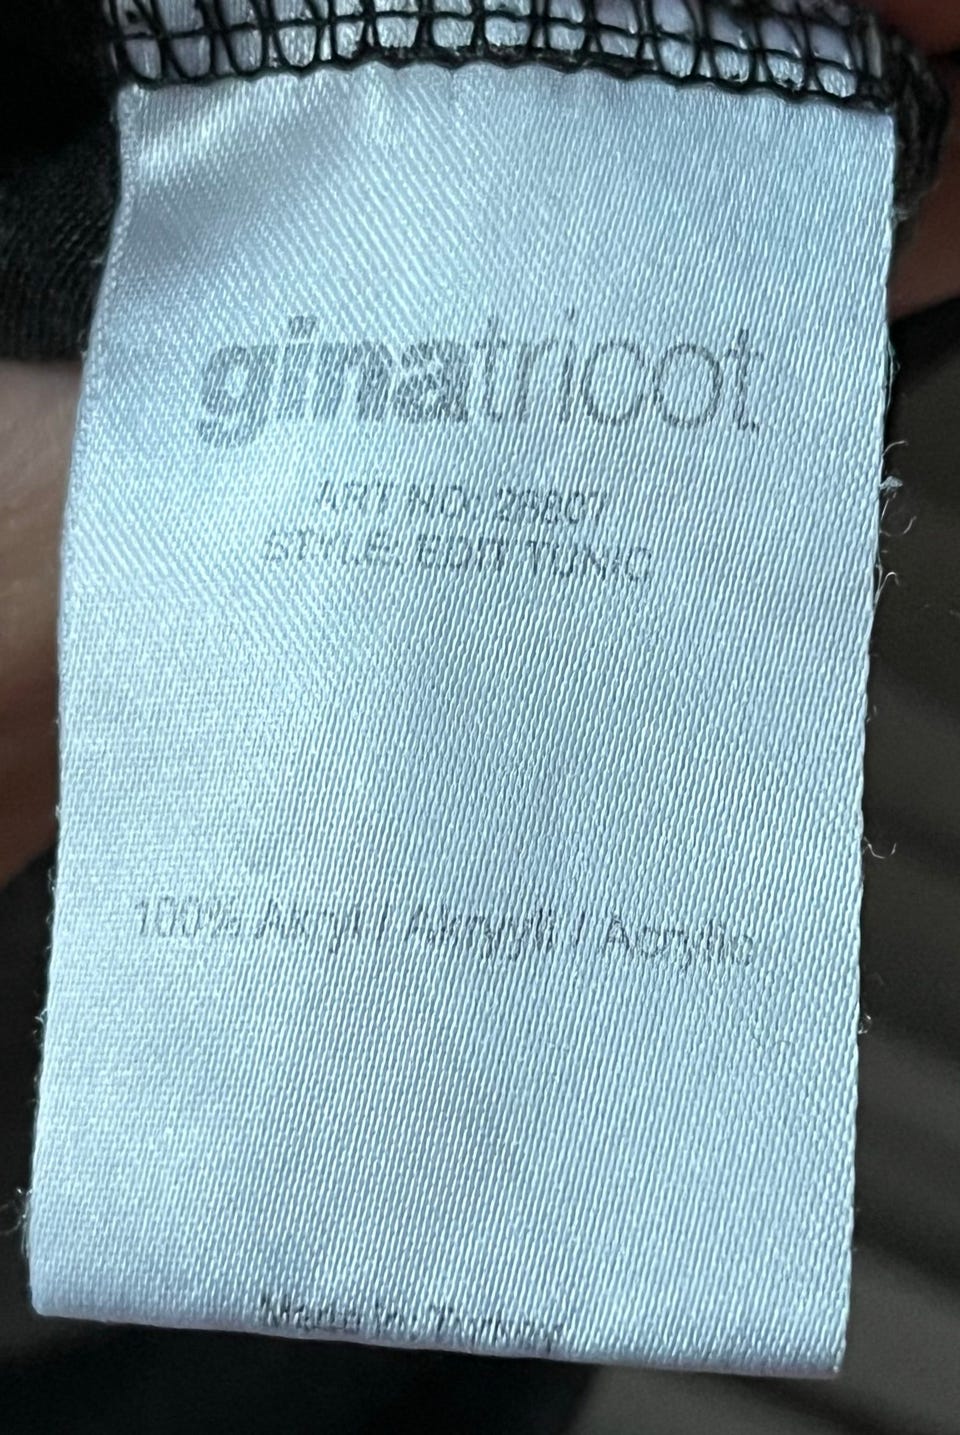 ginatricot
ART NO: 28807
STYLE: EDIT TUNIC
100% Akryl / Akryyli / Acrylic
Made in Turkey